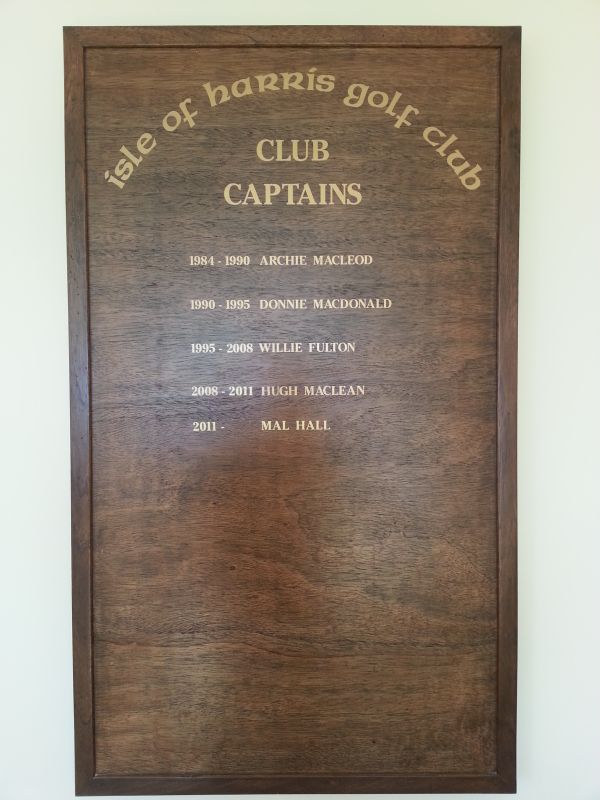 isle of harris golf club
CLUB
CAPTAINS
1984 - 1990 ARCHIE MACLEOD
1990 - 1995 DONNIE MACDONALD
1995 - 2008 WILLIE FULTON
2008 - 2011 HUGH MACLEAN
2011 - MAL HALL